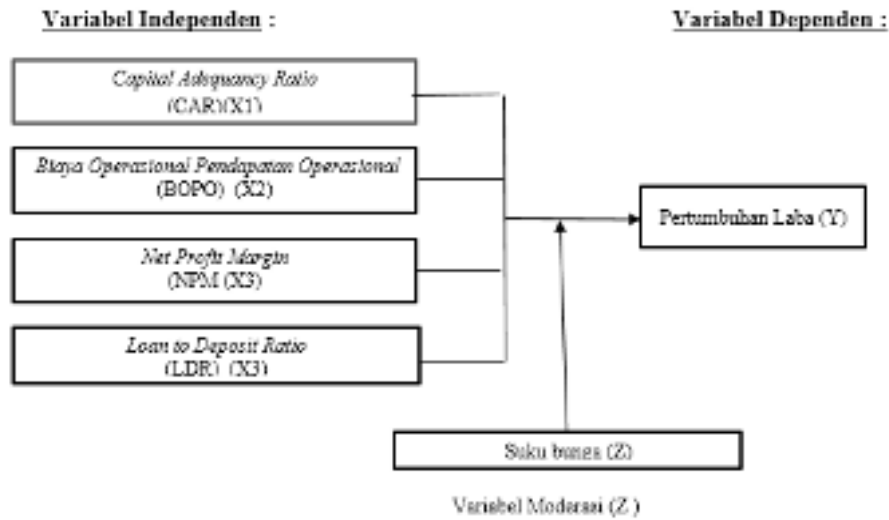 Variabel Independen :
Variabel Dependen :
Capital Adequancy Ratio
(CAR)(X1)
Biaya Operasional Pendapatan Operasional
(BOPO) (X2)
Net Profit Margin
(NPM (X3)
Loan to Deposit Ratio
(LDR) (X3)
Pertumbuhan Laba (Y)
Suku bunga (Z)
Variabel Moderasi (Z )